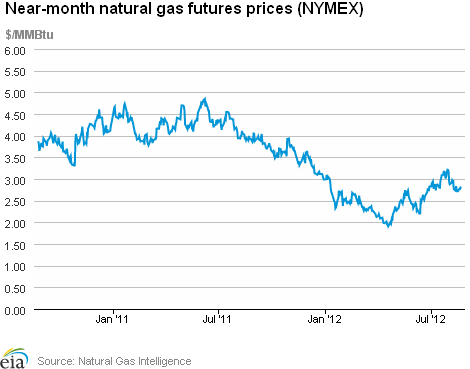 Near-month natural gas futures prices (NYMEX)
$/MMBtu
6.00
5.50
5.00
4.50
4.00
3.50
3.00
2.50
2.00
1.50
1.00
0.50
0.00
Jan '11
Jul '11
Jan '12
Jul '12
eia
Source: Natural Gas Intelligence